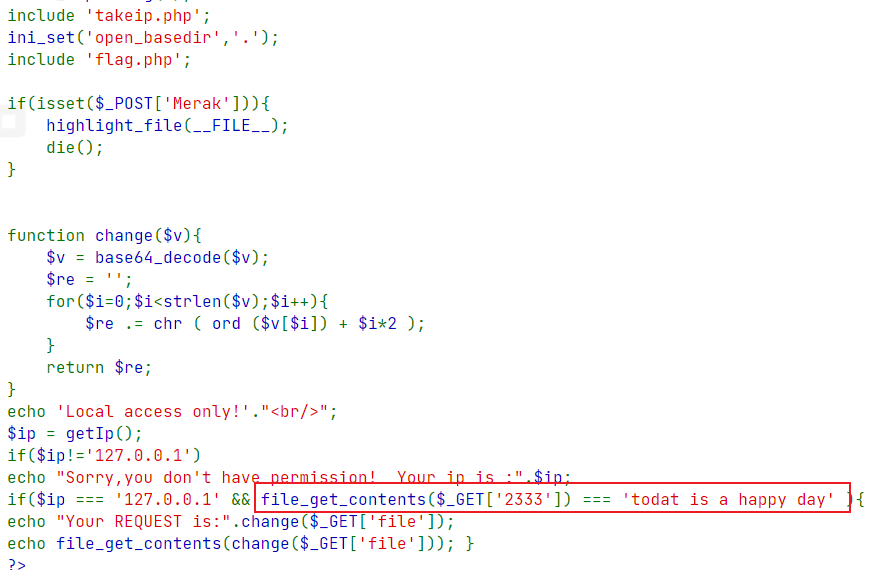 include 'takeip.php';
ini_set('open_basedir','.');
include 'flag.php';
if(isset($_POST['Merak'])){
highlight_file(__FILE__);
die();
}
function change($v){
$v = base64_decode($v);
$re = '';
for($i=0;$i<strlen($v);$i++){
$re .= chr ( ord ($v[$i]) + $i*2 );
}
return $re;
}
echo 'Local access only!'."<br/>";
$ip = getIp();
if($ip!='127.0.0.1')
echo "Sorry,you don't have permission!  Your ip is :".$ip;
if($ip === '127.0.0.1' && file_get_contents($_GET['2333']) === 'todat is a happy day' ){
echo "Your REQUEST is:".change($_GET['file']);
echo file_get_contents(change($_GET['file'])); }
?>